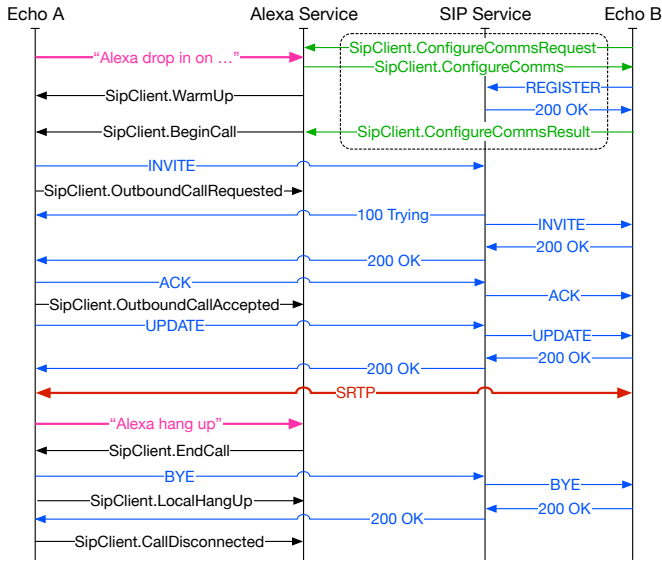 Echo A
Alexa Service
SIP Service
Echo B
SipClient.ConfigureCommsRequest
“Alexa drop in on ...”
SipClient.ConfigureComms
REGISTER
SipClient.WarmUp
200 OK
SipClient.BeginCall
SipClient.ConfigureCommsResult
INVITE
SipClient.OutboundCallRequested
100 Trying
INVITE
200 OK
200 OK
ACK
ACK
SipClient.OutboundCallAccepted
UPDATE
UPDATE
200 OK
200 OK
SRTP
“Alexa hang up”
SipClient.EndCall
BYE
BYE
SipClient.LocalHangUp
200 OK
200 OK
SipClient.CallDisconnected